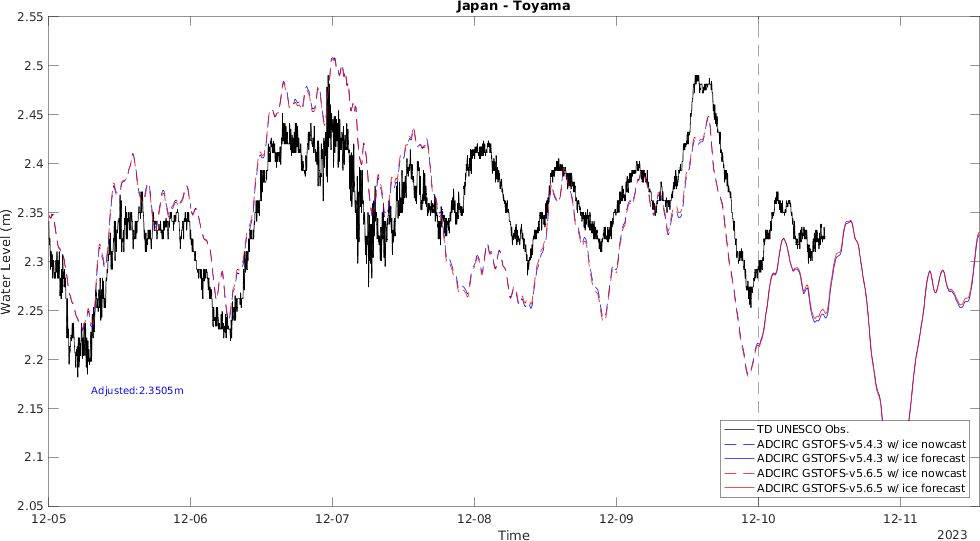 Japan - Toyama
2.55
2.5
2.45
2.4
2.35
2.3
2.25
2.2
2.15
2.1
2.05
Water Level (m)
Adjusted:2.3505m
TD UNESCO Obs.
ADCIRC GSTOFS-v5.4.3 w/ ice nowcast
ADCIRC GSTOFS-v5.4.3 w/ ice forecast
ADCIRC GSTOFS-v5.6.5 w/ ice nowcast
ADCIRC GSTOFS-v5.6.5 w/ ice forecast
12-05 12-06 12-07 12-08 12-09 12-10 12-11
Time
2023